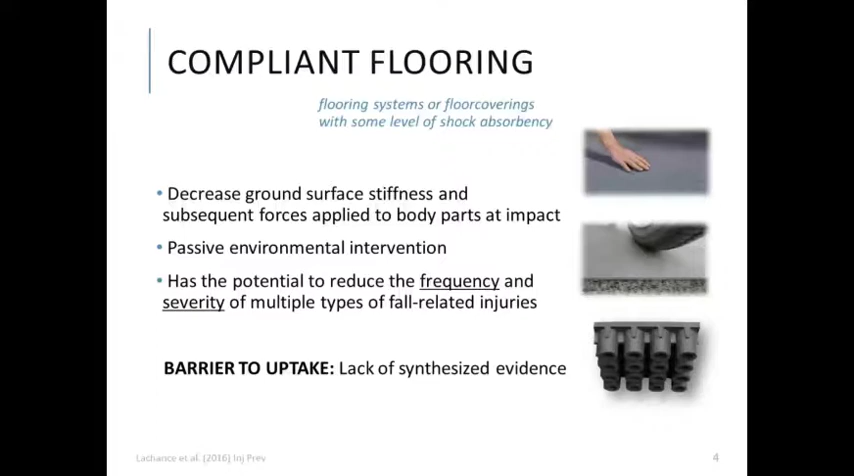 COMPLIANT FLOORING
flooring systems or floorcoverings
with some level of shock absorbency
• Decrease ground surface stiffness and
subsequent forces applied to body parts at impact
• Passive environmental intervention
• Has the potential to reduce the frequency and
severity of multiple types of fall-related injuries
BARRIER TO UPTAKE: Lack of synthesized evidence
Lachance et al. (2016) Inj Prev
4